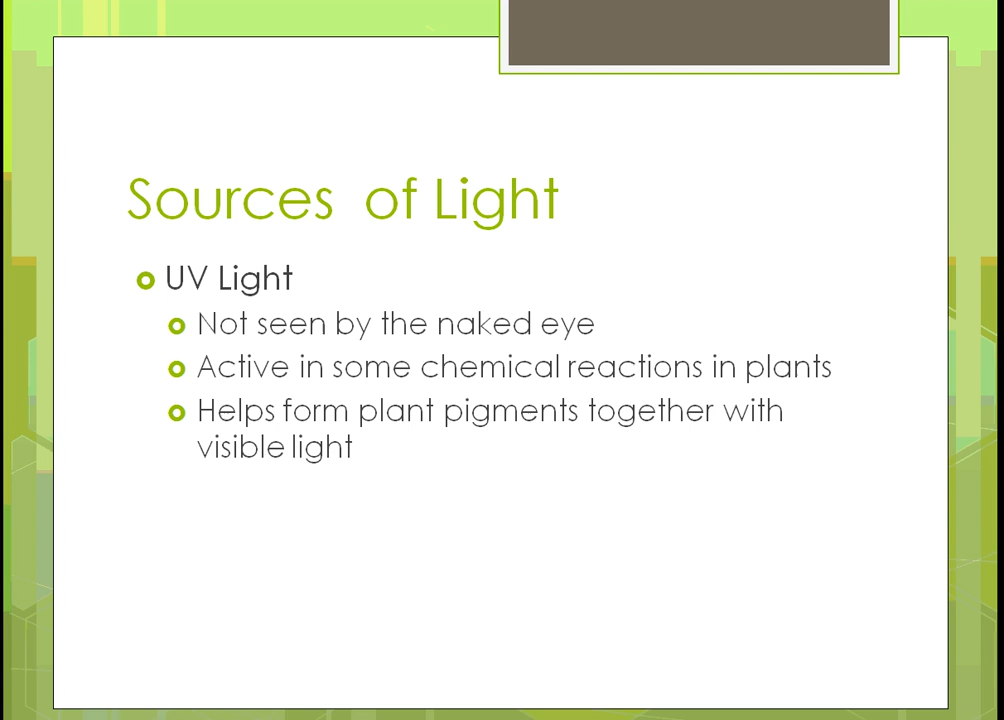 Sources of Light
UV Light
Not seen by the naked eye
Active in some chemical reactions in plants
Helps form plant pigments together with
visible light